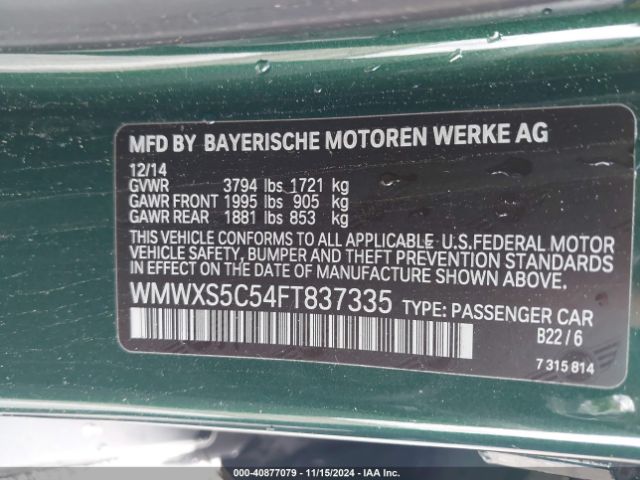 MFD BY BAYERISCHE MOTOREN WERKE AG
12/14
GVWR 3794 lbs 1721 kg
GAWR FRONT 1995 lbs 905 kg
GAWR REAR 1881 lbs 853 kg
THIS VEHICLE CONFORMS TO ALL APPLICABLE U.S.FEDERAL MOTOR
VEHICLE SAFETY, BUMPER AND THEFT PREVENTION
STANDARDS IN EFFECT ON THE DATE OF MANUFACTURE SHOWN ABOVE.
WMWXS5C54FT837335 TYPE: PASSENGER CAR
B22/6
7 315 814
000-40877079 - 11/15/2024 - IAA Inc.